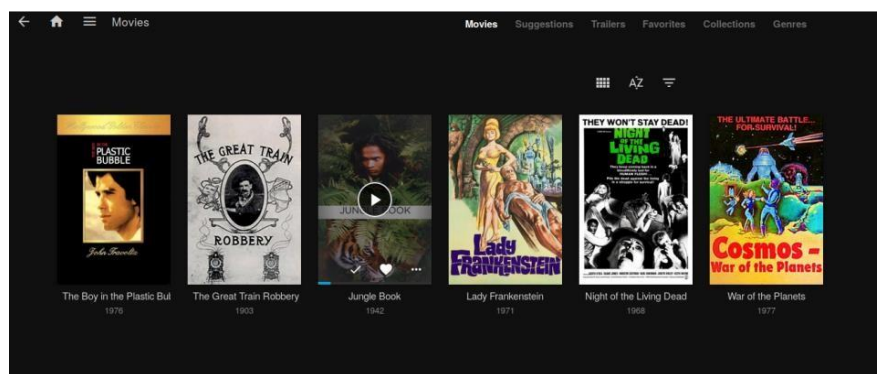 Movies
Movies Suggestions Trailers Favorites Collections Genres
AZ
PLASTIC
BUBBLE
John Travolta
THE GREAT TRAIN
ROBBERY
JUNGLE BOOK
Lady
FRANKENSTEIN
THEY WON'T STAY DEAD!
NIGHT
OF THE
LIVING
DEAD
THE ULTIMATE BATTLE...
FOR SURVIVAL!
Cosmos -
War of the Planets
The Boy in the Plastic Bul
1976
The Great Train Robbery
1903
Jungle Book
1942
Lady Frankenstein
1971
Night of the Living Dead
1968
War of the Planets
1977